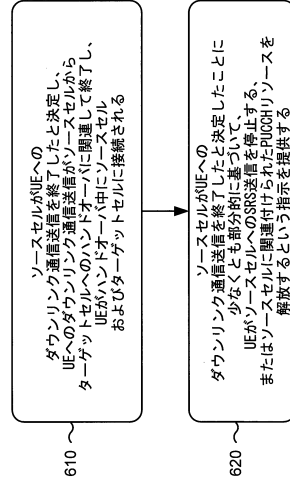 ソースセルがUEへの
ダウンリンク通信送信を終了したと決定し、
UEへのダウンリンク通信送信がソースセルから
ターゲットセルへのハンドオーバに関連して終了し、
UEがハンドオーバ中にソースセル
およびターゲットセルに接続される
610
ソースセルがUEへの
ダウンリンク通信送信を終了したと決定したことに
少なくとも部分的に基づいて、
UEがソースセルへのSRS送信を停止する、
またはソースセルに関連付けられたPUCCHリソースを
解放するという指示を提供する
620